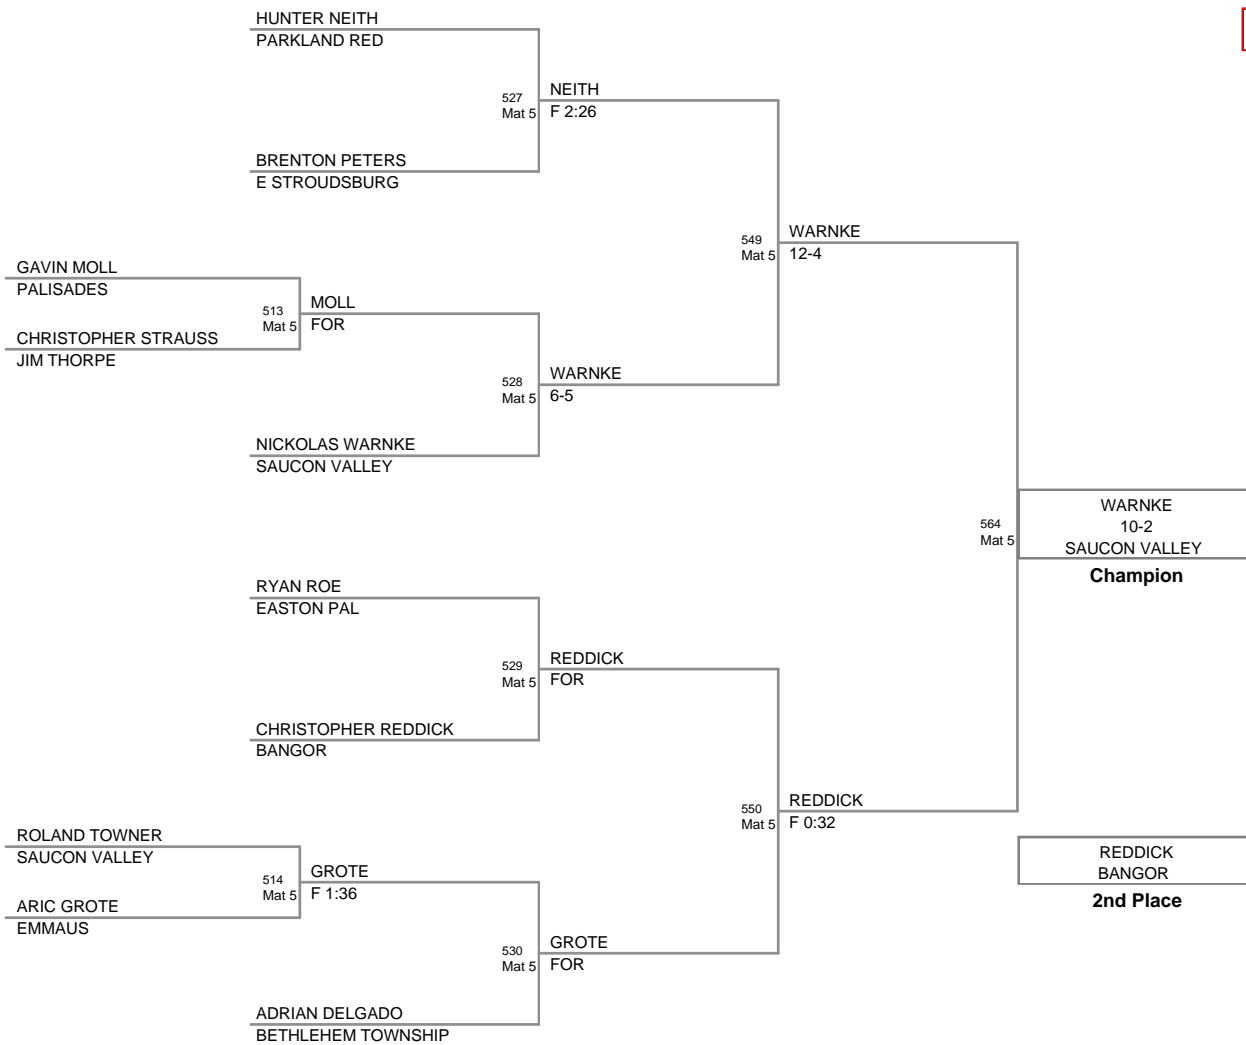 HUNTER NEITH
PARKLAND RED
527
Mat 5
NEITH
F 2:26
BRENTON PETERS
E STROUDSBURG
549
Mat 5
WARNKE
12-4
GAVIN MOLL
PALISADES
513
Mat 5
MOLL
FOR
CHRISTOPHER STRAUSS
JIM THORPE
528
Mat 5
WARNKE
6-5
NICKOLAS WARNKE
SAUCON VALLEY
564
Mat 5
WARNKE
10-2
SAUCON VALLEY
Champion
RYAN ROE
EASTON PAL
529
Mat 5
REDDICK
FOR
CHRISTOPHER REDDICK
BANGOR
550
Mat 5
REDDICK
F 0:32
ROLAND TOWNER
SAUCON VALLEY
514
Mat 5
GROTE
F 1:36
ARIC GROTE
EMMAUS
530
Mat 5
GROTE
FOR
ADRIAN DELGADO
BETHLEHEM TOWNSHIP
REDDICK
BANGOR
2nd Place